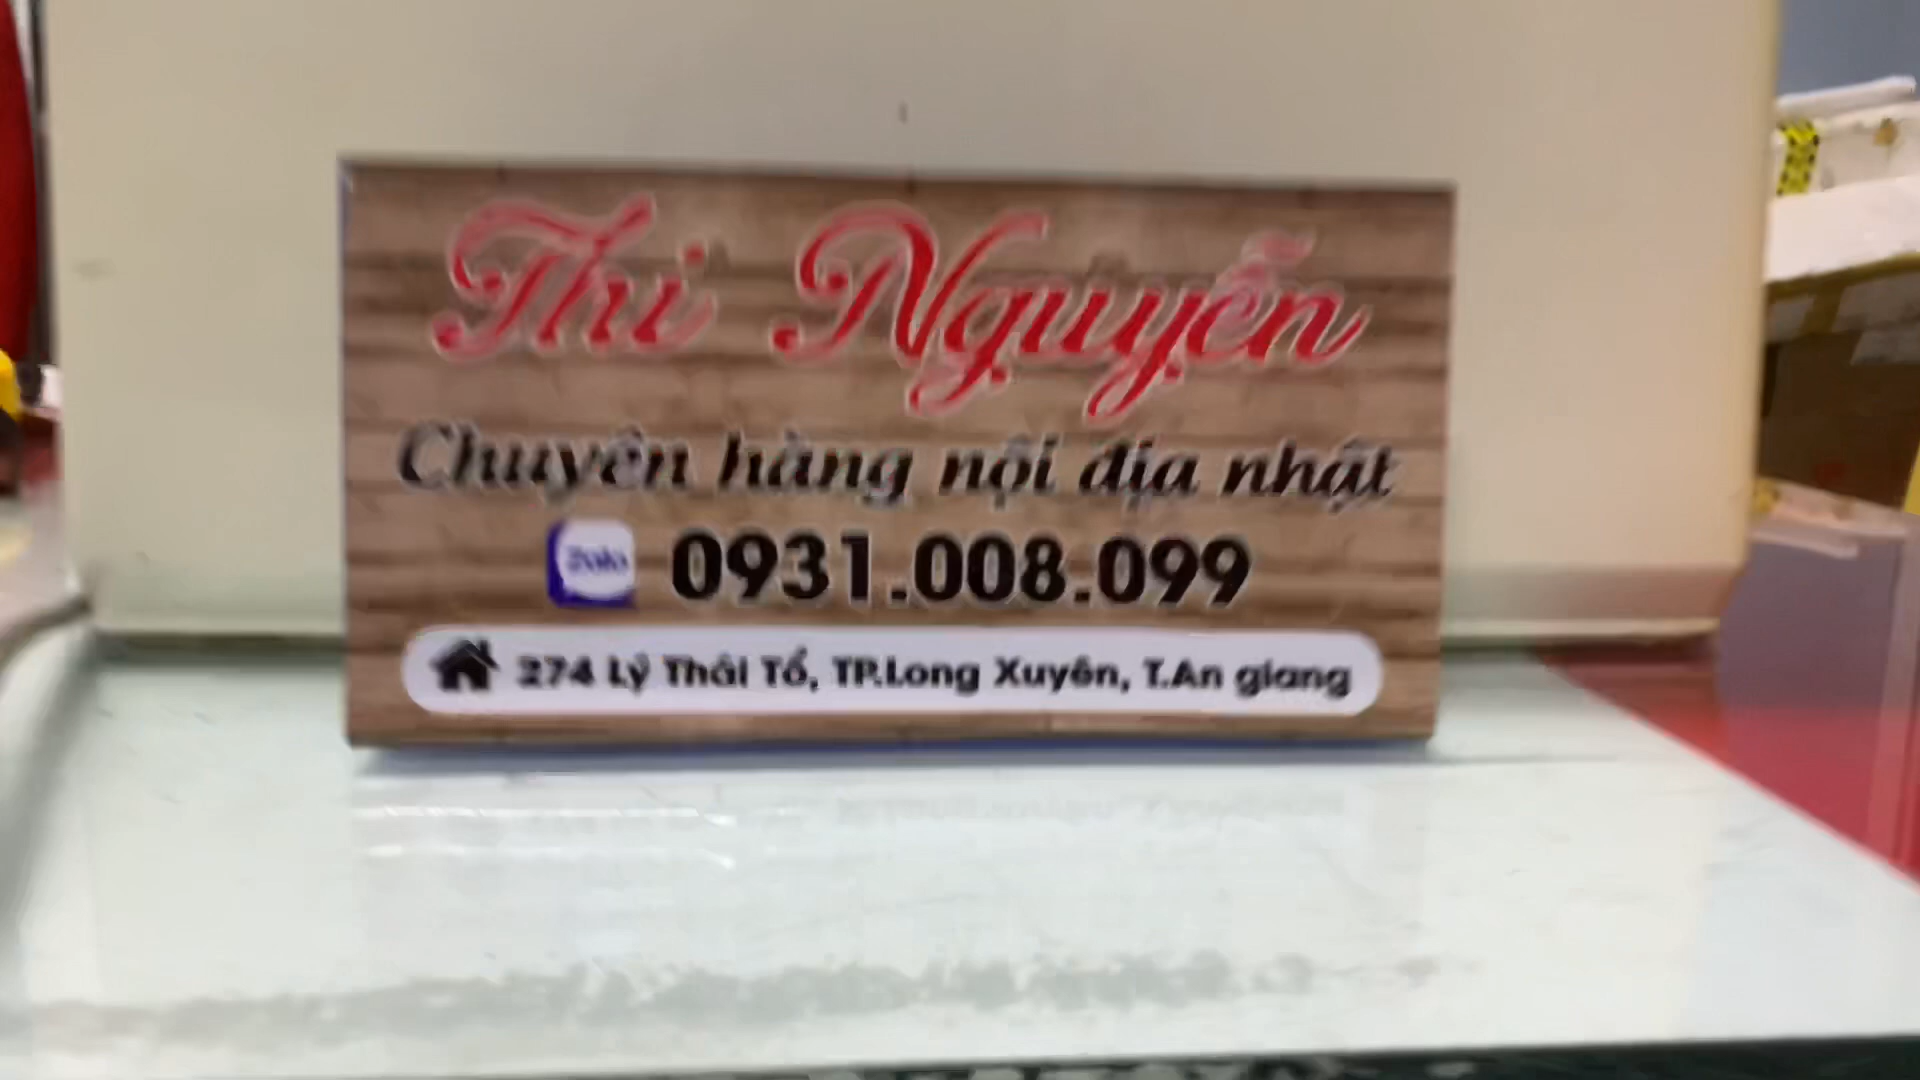 Thi Nguyễn
Chuyên hàng nội địa nhật
Zalo 0931.008.099
274 Lý Thái Tổ, TP.Long Xuyên, T.An giang